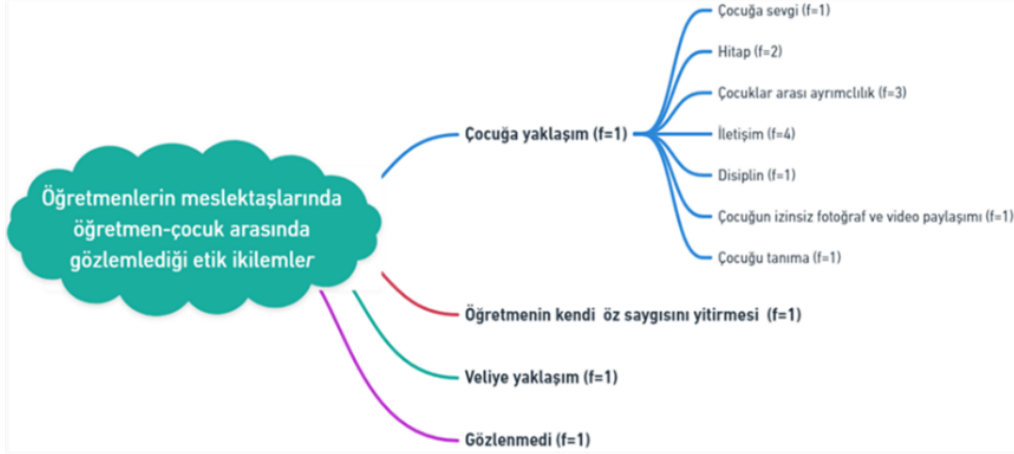 Öğretmenlerin meslektaşlarında
öğretmen-çocuk arasında
gözlemlediği etik ikilemler
Çocuğa yaklaşım (f=1)
Çocuğa sevgi (f=1)
Hitap (f=2)
Çocuklar arası ayrımclılık (f=3)
İletişim (f=4)
Disiplin (f=1)
Çocuğun izinsiz fotoğraf ve video paylaşımı (f=1)
Çocuğu tanıma (f=1)
Öğretmenin kendi öz saygısını yitirmesi (f=1)
Veliye yaklaşım (f=1)
Gözlenmedi (f=1)